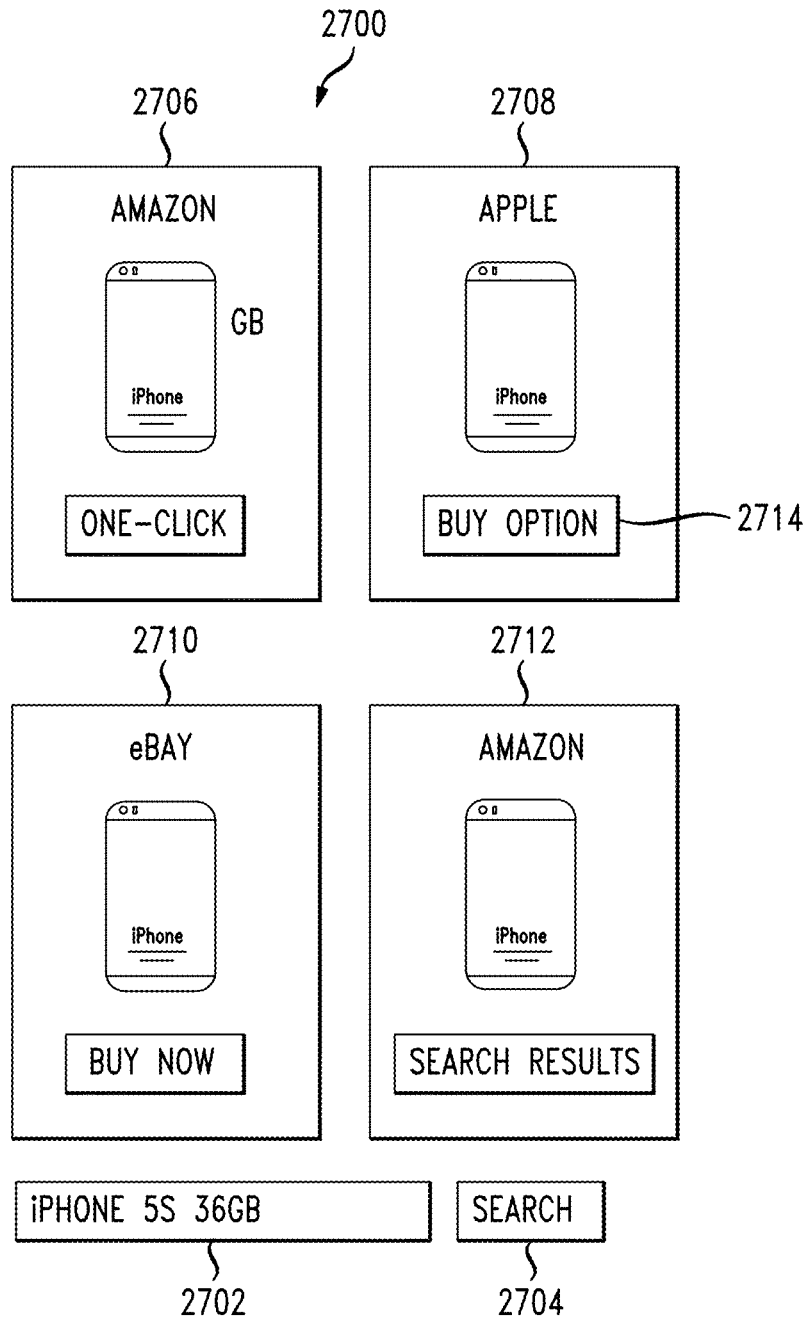 2700
2706
2708
AMAZON
APPLE
GB
iPhone
iPhone
ONE-CLICK
BUY OPTION
2714
2710
2712
eBAY
AMAZON
iPhone
iPhone
BUY NOW
SEARCH RESULTS
iPHONE 5S 36GB
SEARCH
2702
2704